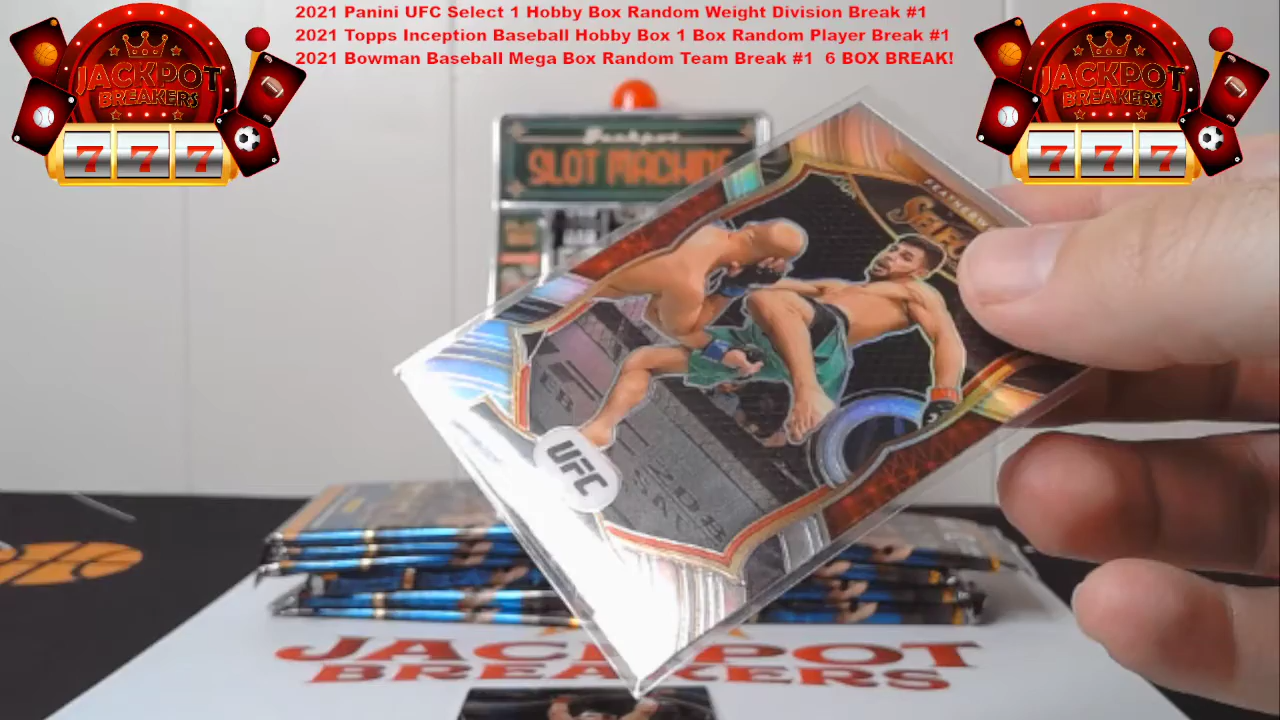 2021 Panini UFC Select 1 Hobby Box Random Weight Division Break #1
2021 Topps Inception Baseball Hobby Box 1 Box Random Player Break #1
2021 Bowman Baseball Mega Box Random Team Break #1 6 BOX BREAK!
JACKPOT
BREAKERS
7 7 7
JACKPOT
BREAKERS
7 7 7
Jackpot
SLOT MACHINE
SELECT
UFC
JACKPOT
BREAKERS